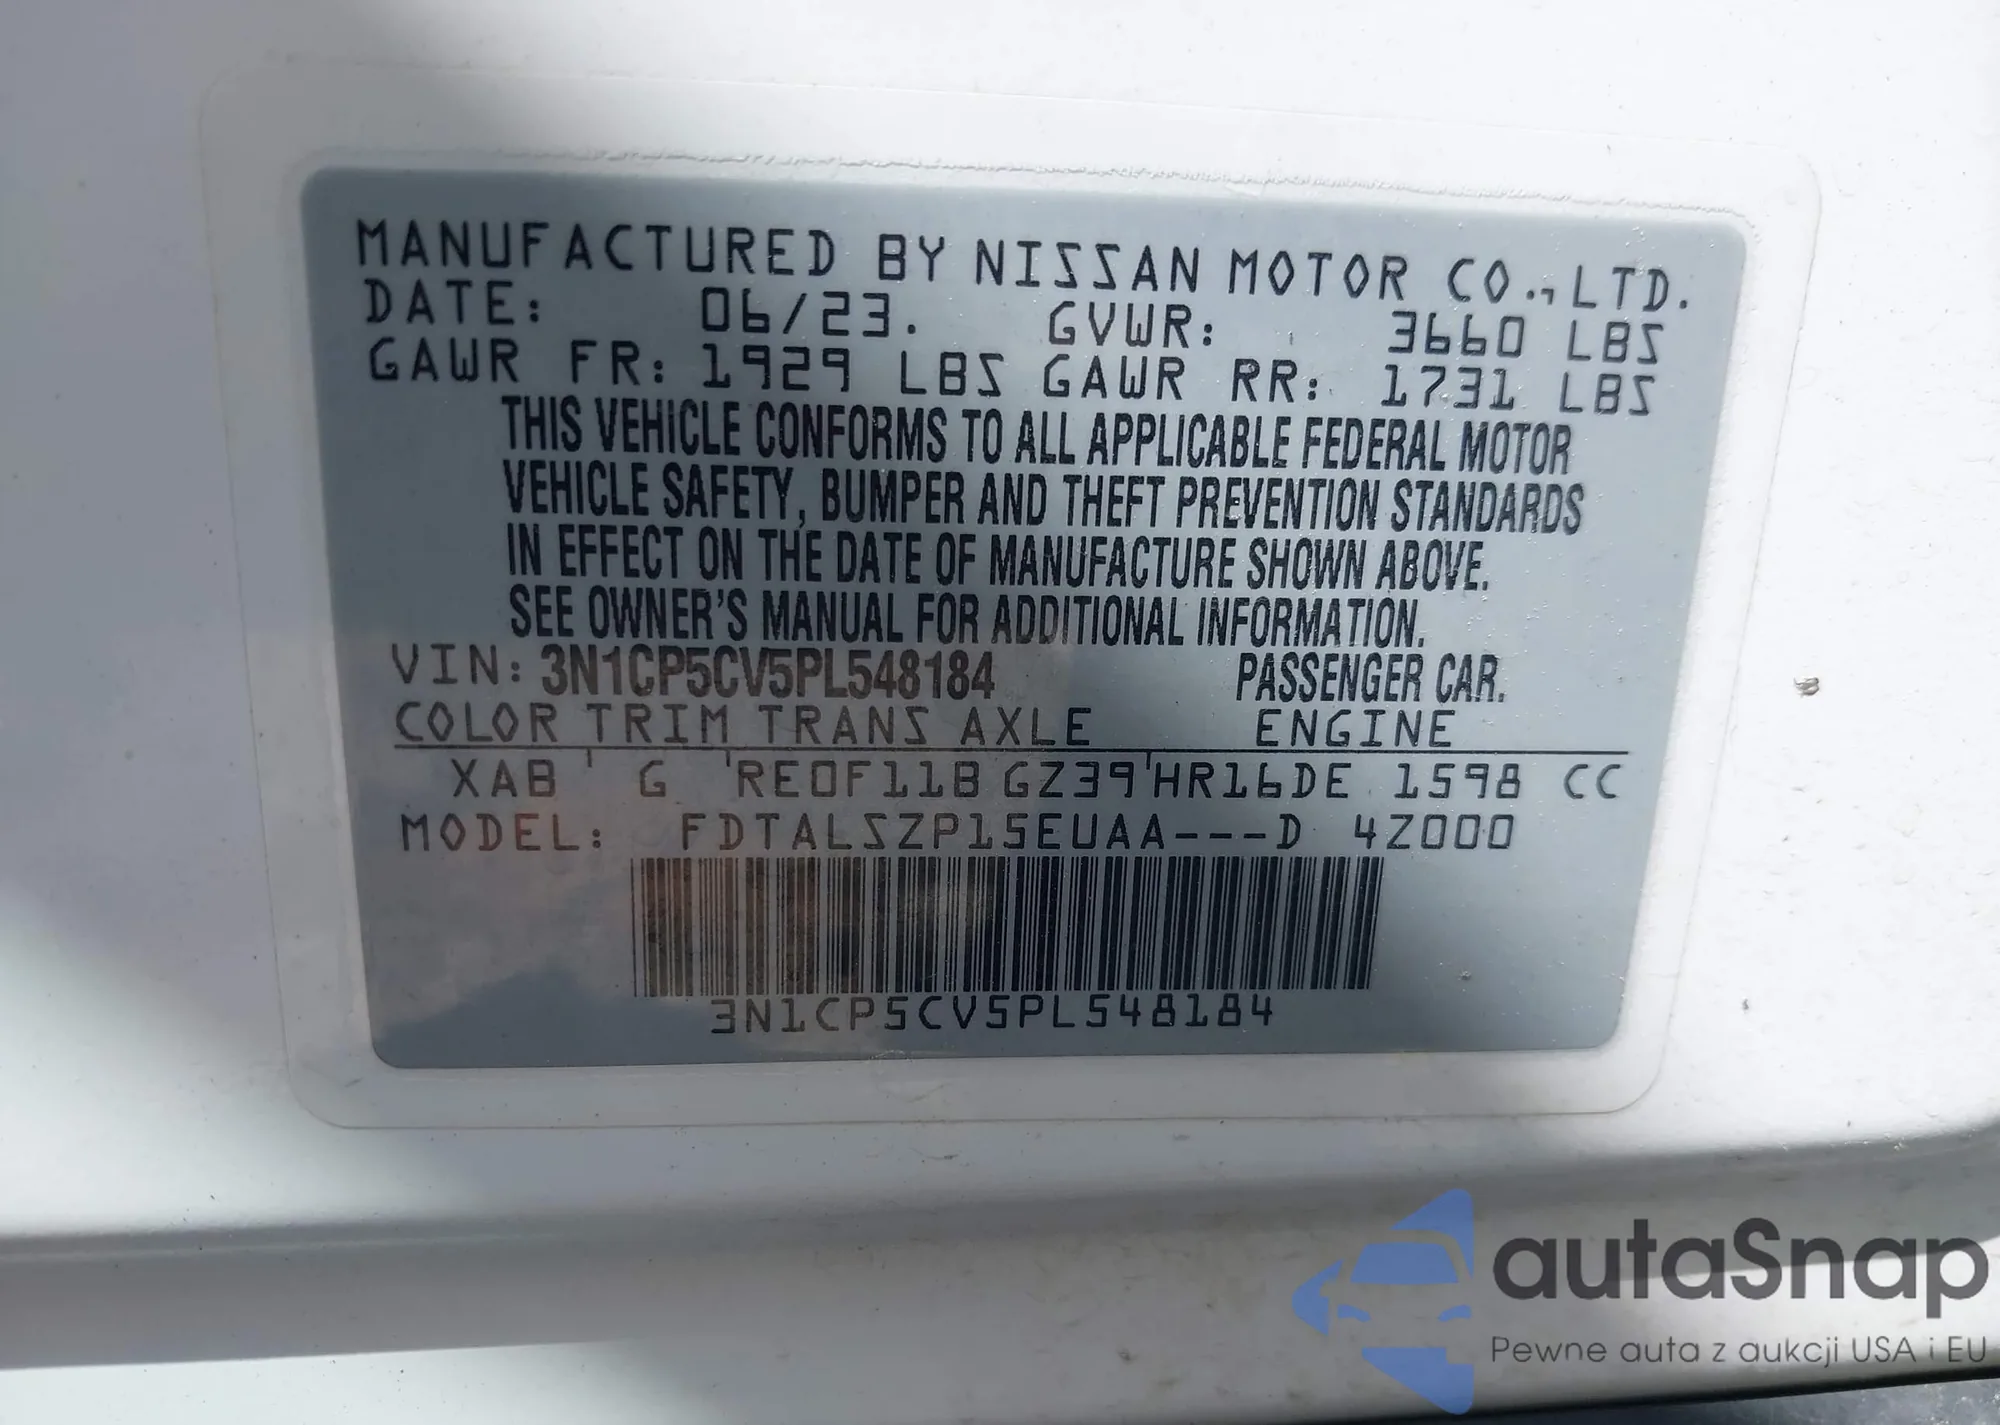 MANUFACTURED BY NISSAN MOTOR CO., LTD.
DATE: 06/23. GVWR: 3660 LBS
GAWR FR: 1929 LBS GAWR RR: 1731 LBS
THIS VEHICLE CONFORMS TO ALL APPLICABLE FEDERAL MOTOR
VEHICLE SAFETY, BUMPER AND THEFT PREVENTION STANDARDS
IN EFFECT ON THE DATE OF MANUFACTURE SHOWN ABOVE.
SEE OWNER'S MANUAL FOR ADDITIONAL INFORMATION.
VIN: 3N1CP5CV5PL548184 PASSENGER CAR.
COLOR TRIM TRANS AXLE ENGINE
XAB G RE0F11B GZ39 HR16DE 1598 CC
MODEL: FDTALSZP15EUAA---D 4Z000
3N1CP5CV5PL548184
autaSnap
Pewne auta z aukcji USA i EU